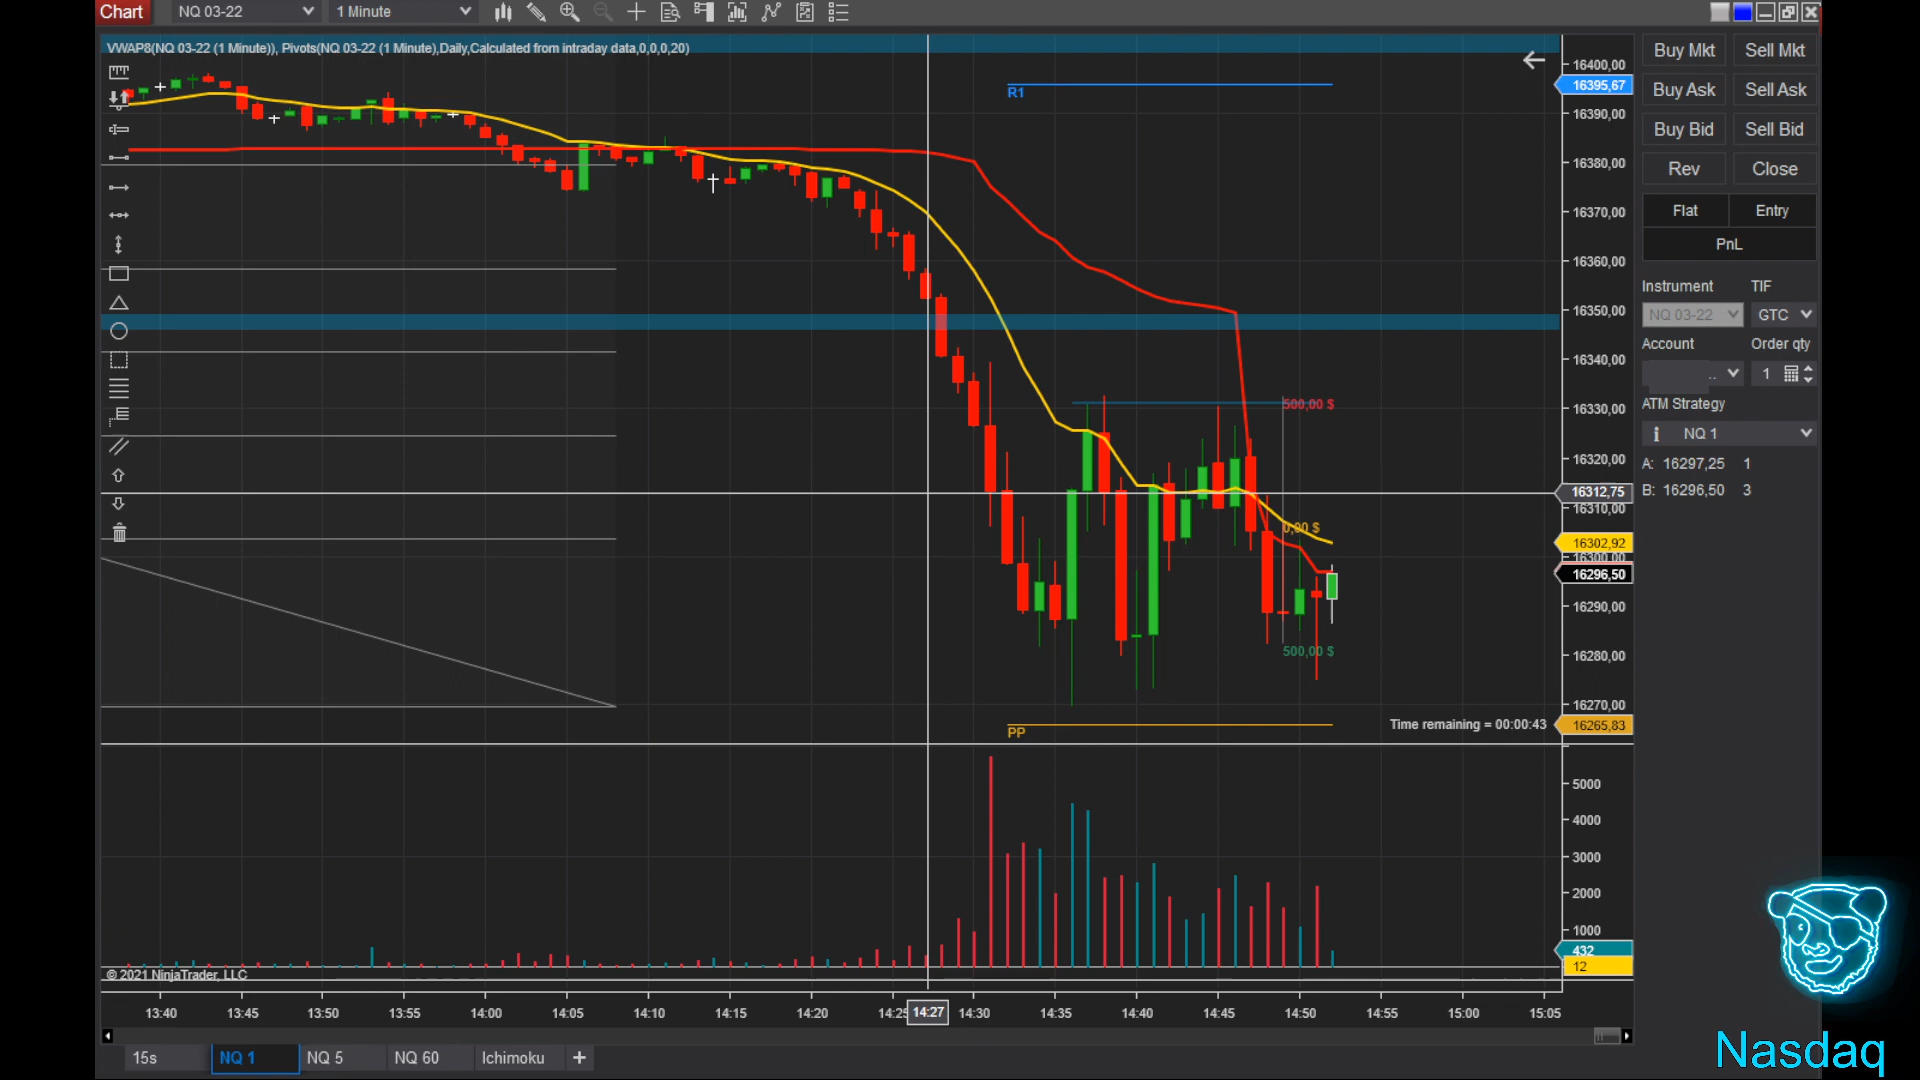 Chart
NQ 03-22
1 Minute
VWAP8(NQ 03-22 (1 Minute)), Pivots(NQ 03-22 (1 Minute),Daily,Calculated from intraday data,0,0,0,20)
R1
500,00 $
0,00 $
500,00 $
PP
Time remaining = 00:00:43
16400,00
16395,67
16390,00
16380,00
16370,00
16360,00
16350,00
16340,00
16330,00
16320,00
16312,75
16310,00
16302,92
16300,00
16296,50
16290,00
16280,00
16270,00
16265,83
5000
4000
3000
2000
1000
432
12
© 2021 NinjaTrader, LLC
13:40
13:45
13:50
13:55
14:00
14:05
14:10
14:15
14:20
14:25
14:27
14:30
14:35
14:40
14:45
14:50
14:55
15:00
15:05
15s
NQ 1
NQ 5
NQ 60
Ichimoku
+
Buy Mkt
Sell Mkt
Buy Ask
Sell Ask
Buy Bid
Sell Bid
Rev
Close
Flat
Entry
PnL
Instrument
TIF
NQ 03-22
GTC
Account
Order qty
..
1
ATM Strategy
NQ 1
A: 16297,25 1
B: 16296,50 3
Nasdaq